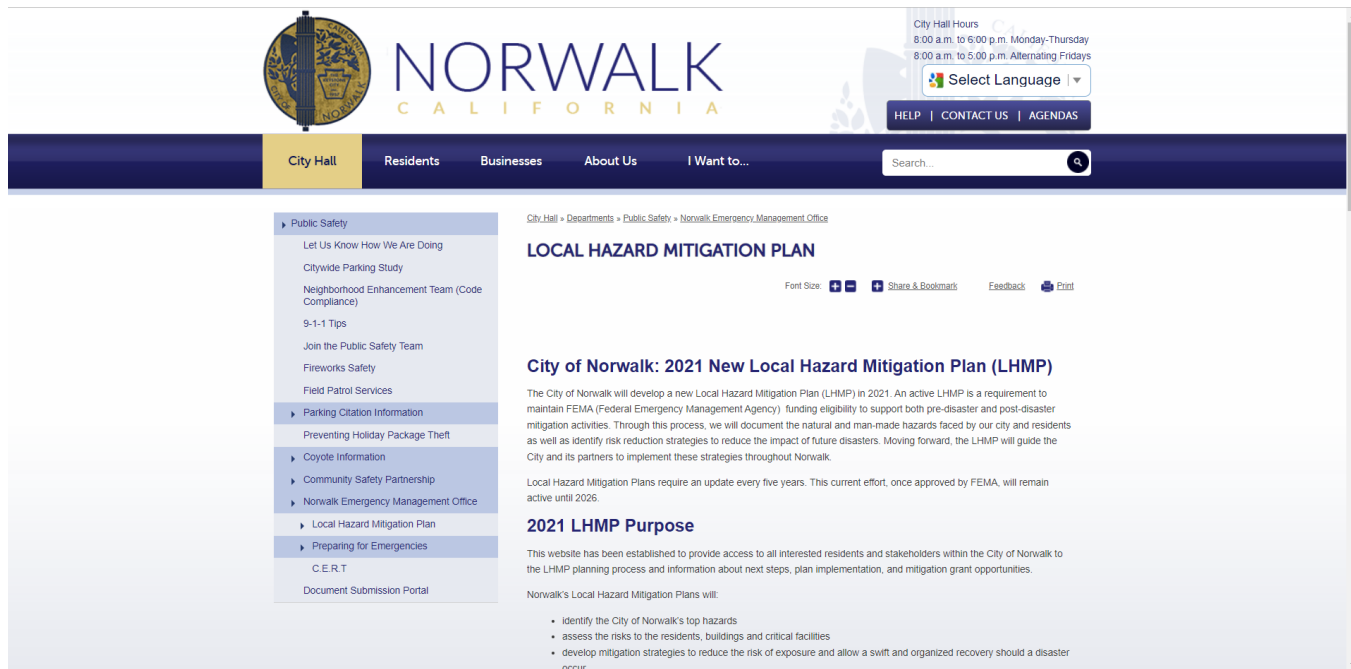 City Hall Hours
8:00 a.m. to 6:00 p.m. Monday-Thursday
8:00 a.m. to 5:00 p.m. Alternating Fridays
Select Language
NORWALK
CALIFORNIA
HELP | CONTACT US | AGENDAS
City Hall Residents Businesses About Us I Want to...
Search...
Public Safety
Let Us Know How We Are Doing
Citywide Parking Study
Neighborhood Enhancement Team (Code
Compliance)
9-1-1 Tips
Join the Public Safety Team
Fireworks Safety
Field Patrol Services
Parking Citation Information
Preventing Holiday Package Theft
Coyote Information
Community Safety Partnership
Norwalk Emergency Management Office
Local Hazard Mitigation Plan
Preparing for Emergencies
C.E.R.T
Document Submission Portal
City Hall » Departments » Public Safety » Norwalk Emergency Management Office
LOCAL HAZARD MITIGATION PLAN
Font Size: + - + Share & Bookmark Feedback Print
City of Norwalk: 2021 New Local Hazard Mitigation Plan (LHMP)
The City of Norwalk will develop a new Local Hazard Mitigation Plan (LHMP) in 2021. An active LHMP is a requirement to
maintain FEMA (Federal Emergency Management Agency) funding eligibility to support both pre-disaster and post-disaster
mitigation activities. Through this process, we will document the natural and man-made hazards faced by our city and residents
as well as identify risk reduction strategies to reduce the impact of future disasters. Moving forward, the LHMP will guide the
City and its partners to implement these strategies throughout Norwalk.
Local Hazard Mitigation Plans require an update every five years. This current effort, once approved by FEMA, will remain
active until 2026.
2021 LHMP Purpose
This website has been established to provide access to all interested residents and stakeholders within the City of Norwalk to
the LHMP planning process and information about next steps, plan implementation, and mitigation grant opportunities.
Norwalk's Local Hazard Mitigation Plans will:
• identify the City of Norwalk's top hazards
• assess the risks to the residents, buildings and critical facilities
• develop mitigation strategies to reduce the risk of exposure and allow a swift and organized recovery should a disaster
occur